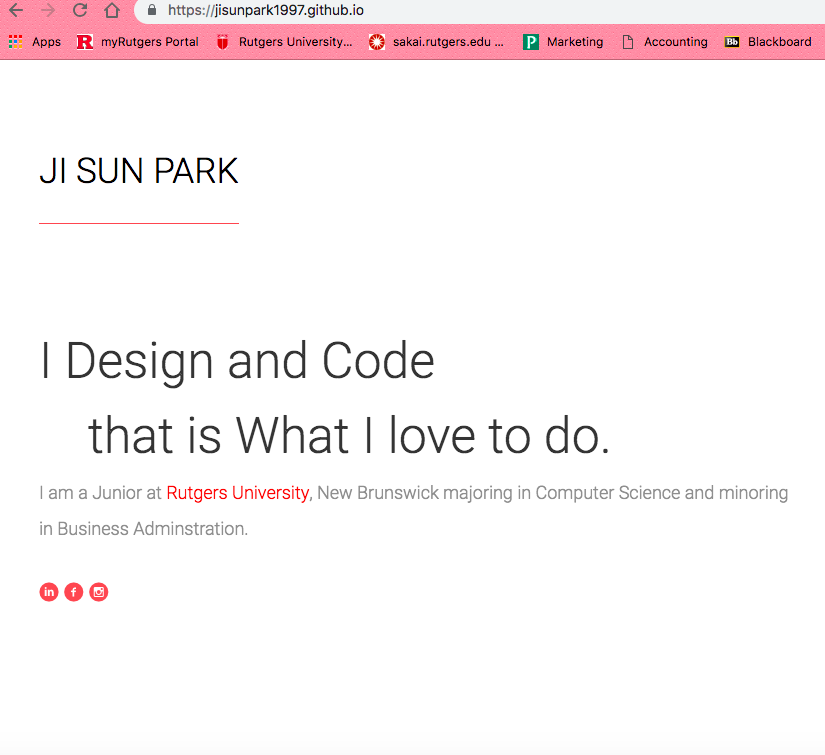 https://jisunpark1997.github.io
Apps myRutgers Portal Rutgers University... sakai.rutgers.edu ... Marketing Accounting Bb Blackboard
JI SUN PARK
I Design and Code
that is What I love to do.
I am a Junior at Rutgers University, New Brunswick majoring in Computer Science and minoring
in Business Adminstration.